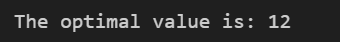 The optimal value is: 12